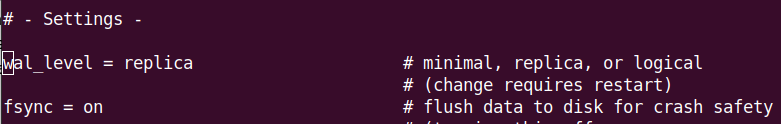 # - Settings -
wal_level = replica # minimal, replica, or logical
# (change requires restart)
fsync = on # flush data to disk for crash safety